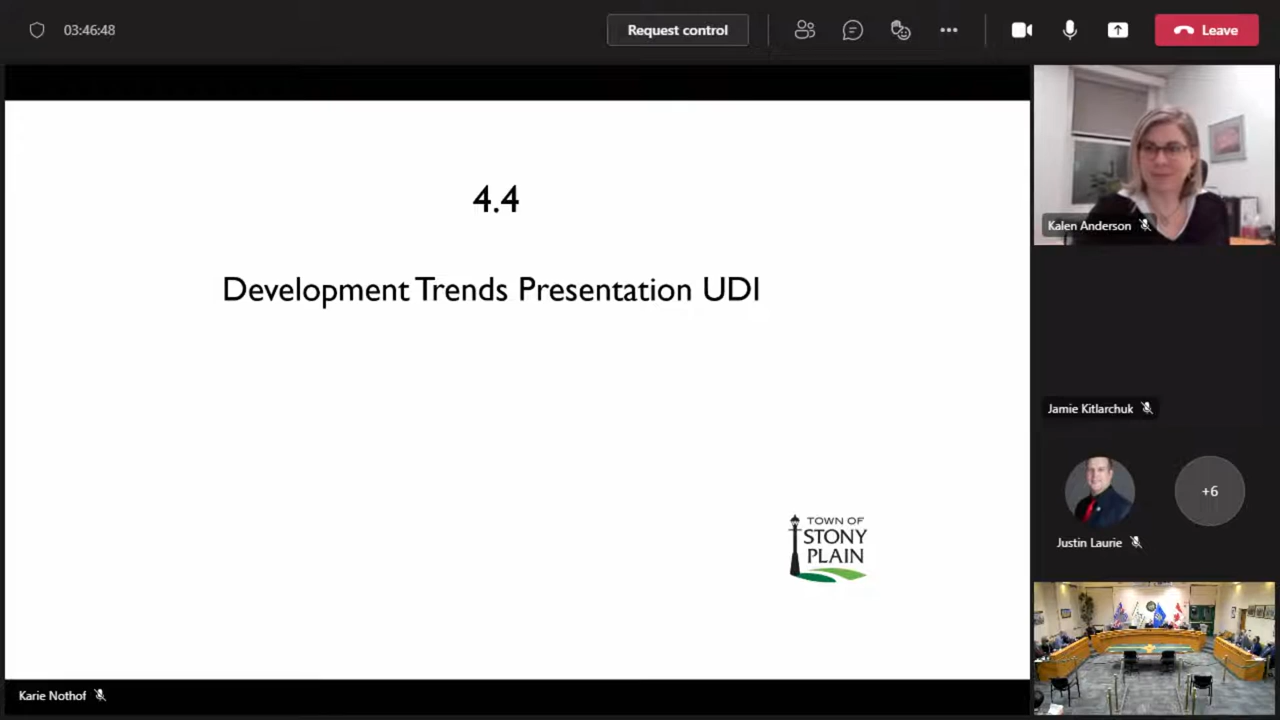 03:46:48
Request control
Leave
4.4
Development Trends Presentation UDI
TOWN OF
STONY
PLAIN
Karie Nothof
Kalen Anderson
Jamie Kitlarchuk
+6
Justin Laurie